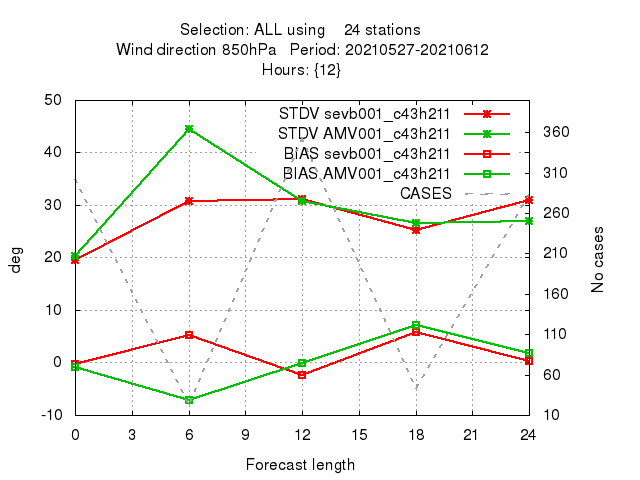 Selection: ALL using    24 stations
Wind direction 850hPa   Period: 20210527-20210612
Hours: {12}
50
40
30
20
10
0
-10
deg
STDV sevb001_c43h211
STDV AMV001_c43h211
BIAS sevb001_c43h211
BIAS AMV001_c43h211
CASES
360
310
260
210
160
110
60
10
No cases
0 3 6 9 12 15 18 21 24
Forecast length